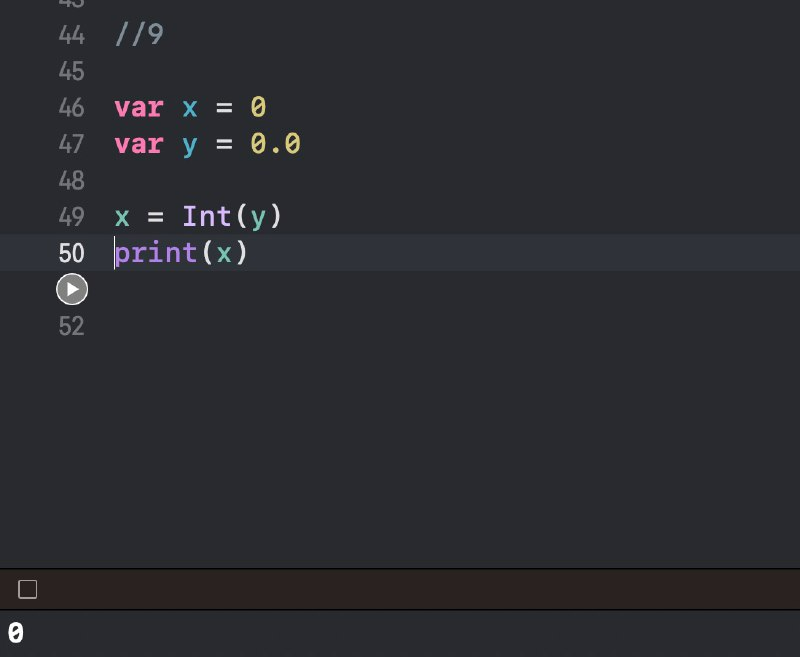 44 //9
45
46 var x = 0
47 var y = 0.0
48
49 x = Int(y)
50 print(x)
52
0